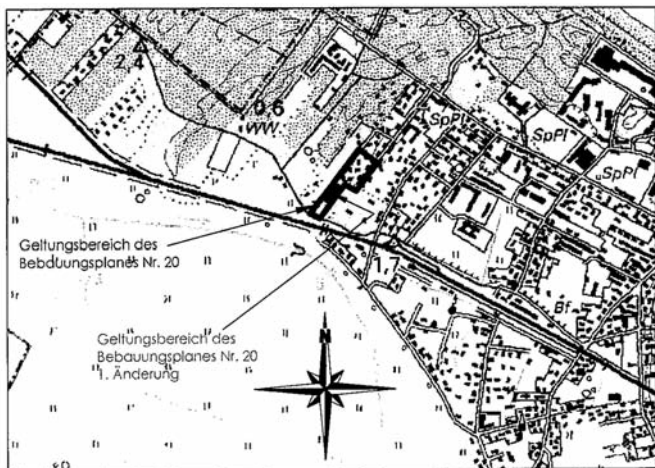 2,4
0,6
SpPl
SpPl
SpPl
Geltungsbereich des
Bebauungsplanes Nr. 20
1,7
Bf.
Geltungsbereich des
Bebauungsplanes Nr. 20
1. Änderung
N